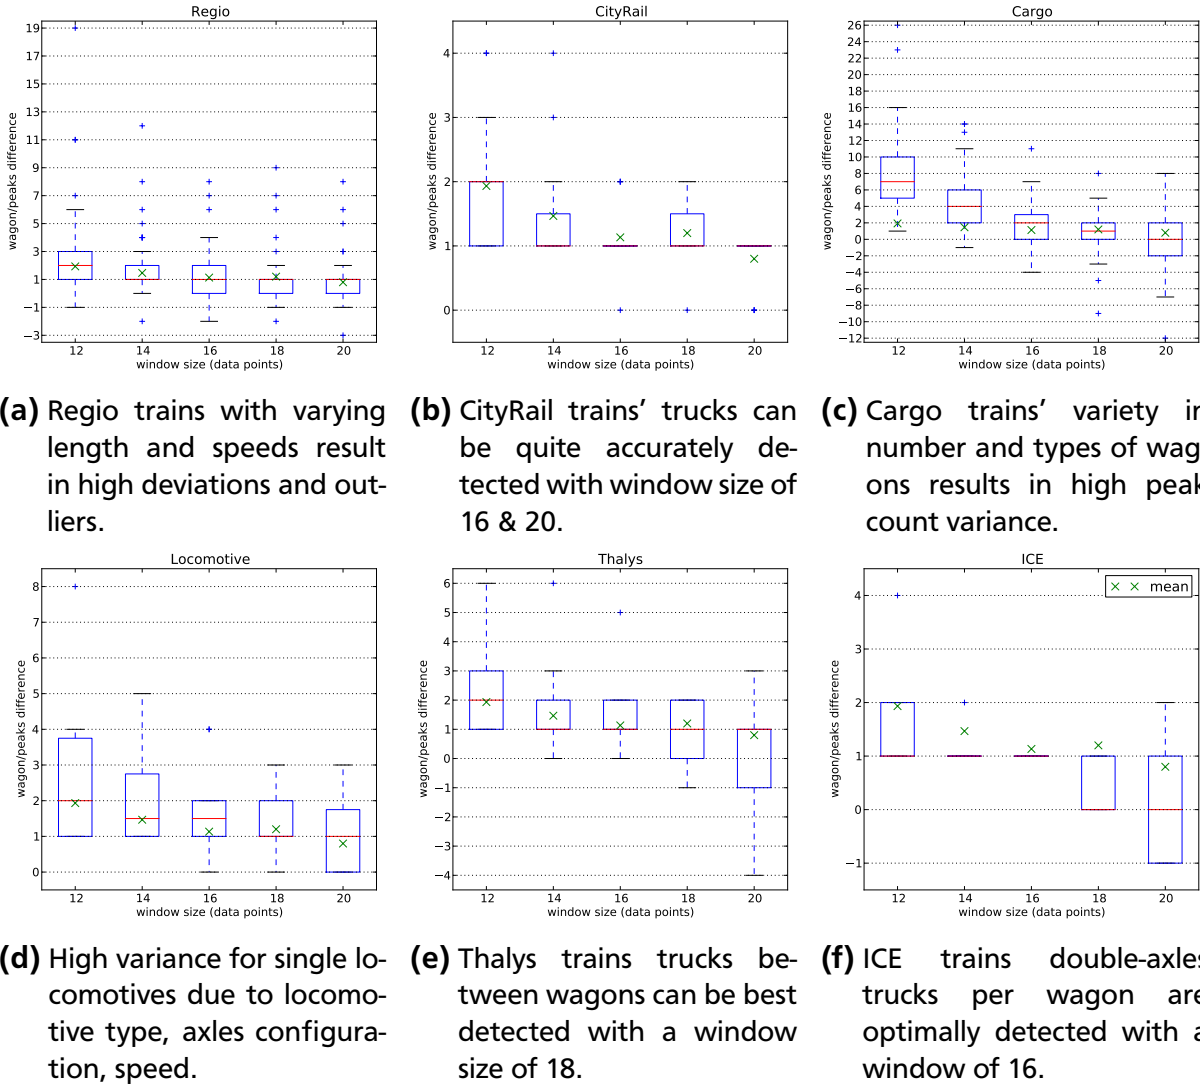 Regio
CityRail
Cargo
wagon/peaks difference
19
17
15
13
11
9
7
5
3
1
−1
−3
12 14 16 18 20
window size (data points)
wagon/peaks difference
4
3
2
1
0
12 14 16 18 20
window size (data points)
wagon/peaks difference
26
24
22
20
18
16
14
12
10
8
6
4
2
0
−2
−4
−6
−8
−10
−12
12 14 16 18 20
window size (data points)
(a) Regio trains with varying
length and speeds result
in high deviations and out-
liers.
(b) CityRail trains’ trucks can
be quite accurately de-
tected with window size of
16 & 20.
(c) Cargo trains’ variety in
number and types of wag-
ons results in high peak
count variance.
Locomotive
Thalys
ICE
wagon/peaks difference
8
7
6
5
4
3
2
1
0
12 14 16 18 20
window size (data points)
wagon/peaks difference
6
5
4
3
2
1
0
−1
−2
−3
−4
12 14 16 18 20
window size (data points)
wagon/peaks difference
mean
4
3
2
1
0
−1
12 14 16 18 20
window size (data points)
(d) High variance for single lo-
comotives due to locomo-
tive type, axles configura-
tion, speed.
(e) Thalys trains trucks be-
tween wagons can be best
detected with a window
size of 18.
(f) ICE trains double-axles
trucks per wagon are
optimally detected with a
window of 16.